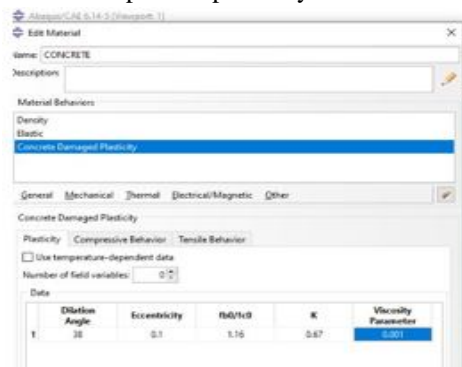 Abaqus/CAE 6.14-5 [Viewport: 1]
Edit Material
Name: CONCRETE
Description:
Material Behaviors
Density
Elastic
Concrete Damaged Plasticity
General Mechanical Thermal Electrical/Magnetic Other
Concrete Damaged Plasticity
Plasticity Compressive Behavior Tensile Behavior
Use temperature-dependent data
Number of field variables: 0
Data
Dilation Angle Eccentricity fb0/fc0 K Viscosity Parameter
1 38 0.1 1.16 0.67 0.001